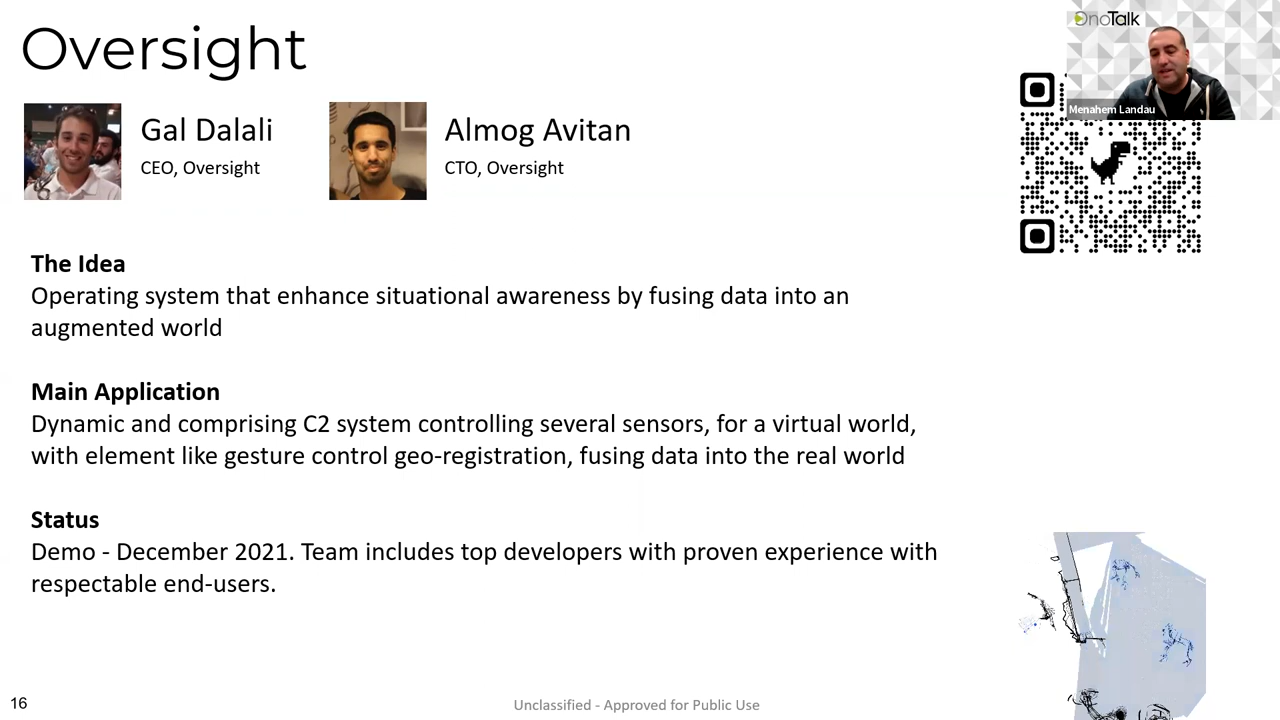 Oversight
OnoTalk
Menahem Landau
Gal Dalali
CEO, Oversight
Almog Avitan
CTO, Oversight
The Idea
Operating system that enhance situational awareness by fusing data into an
augmented world
Main Application
Dynamic and comprising C2 system controlling several sensors, for a virtual world,
with element like gesture control geo-registration, fusing data into the real world
Status
Demo - December 2021. Team includes top developers with proven experience with
respectable end-users.
16
Unclassified - Approved for Public Use